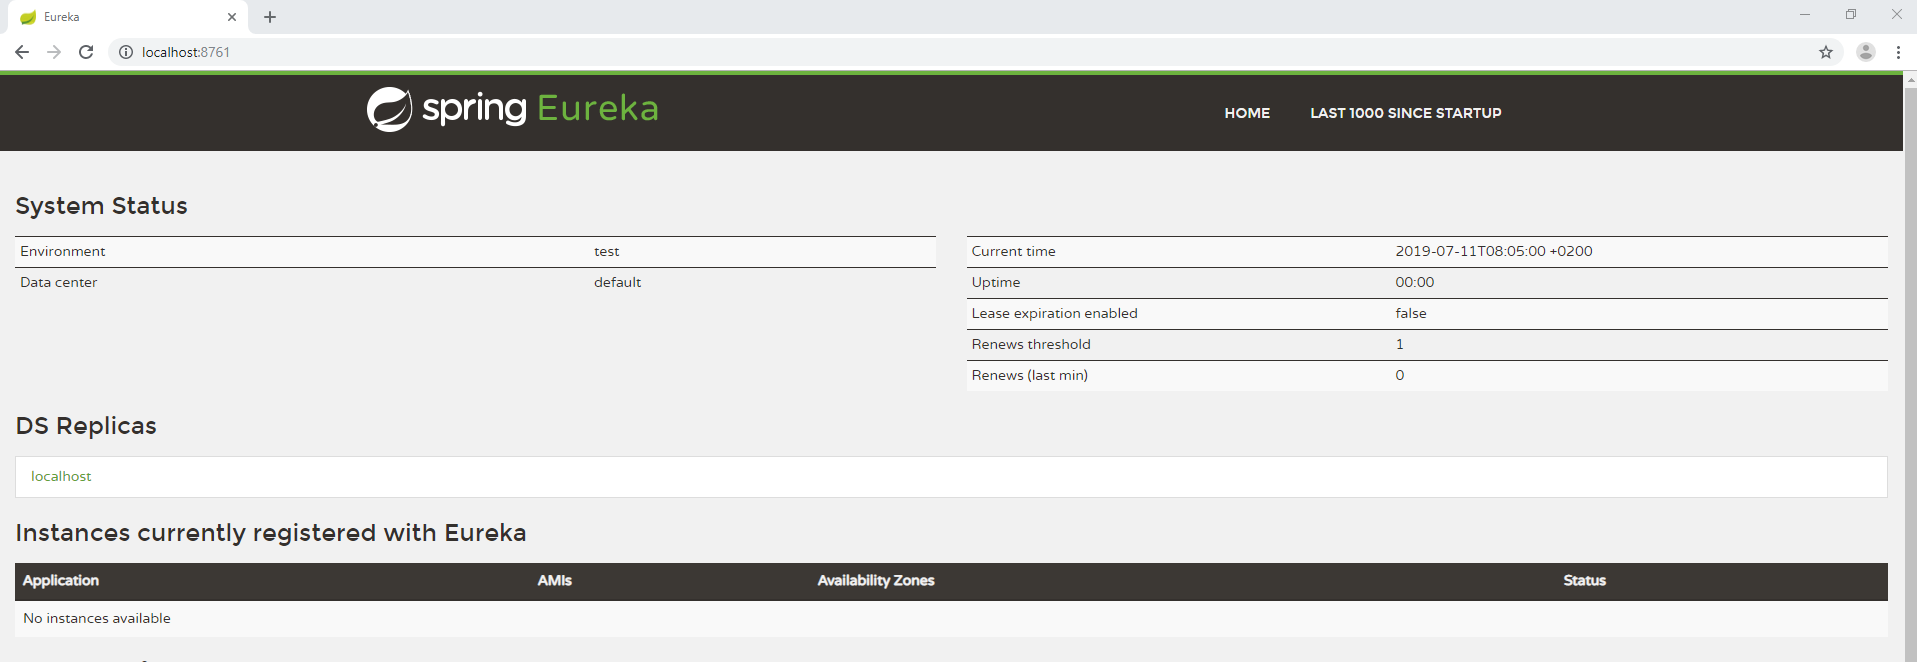 Eureka
localhost:8761
spring Eureka
HOME LAST 1000 SINCE STARTUP
System Status
Environment test
Data center default
Current time 2019-07-11T08:05:00 +0200
Uptime 00:00
Lease expiration enabled false
Renews threshold 1
Renews (last min) 0
DS Replicas
localhost
Instances currently registered with Eureka
Application AMIs Availability Zones Status
No instances available